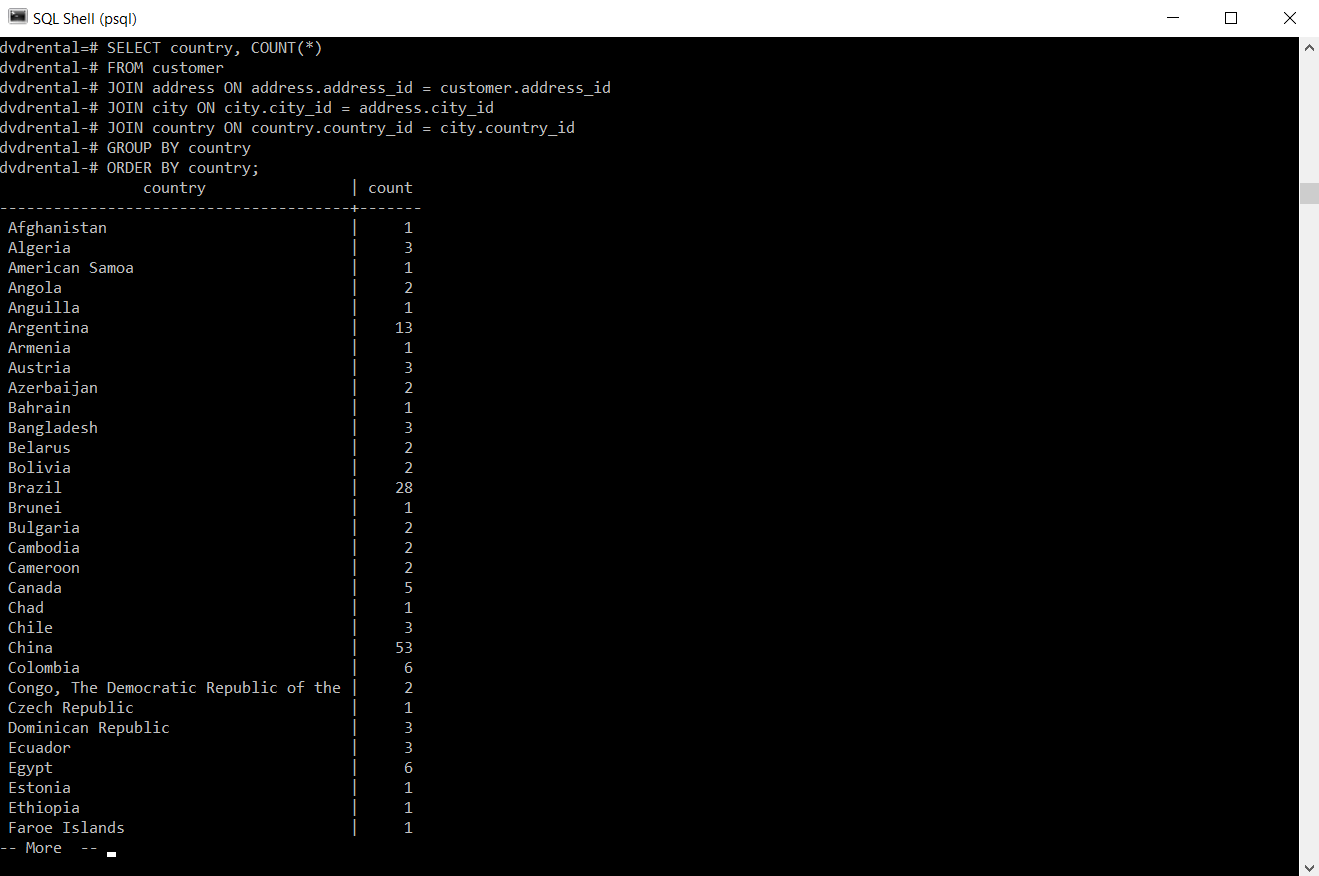 SQL Shell (psql)
dvdrental=# SELECT country, COUNT(*)
dvdrental-# FROM customer
dvdrental-# JOIN address ON address.address_id = customer.address_id
dvdrental-# JOIN city ON city.city_id = address.city_id
dvdrental-# JOIN country ON country.country_id = city.country_id
dvdrental-# GROUP BY country
dvdrental-# ORDER BY country;
               country                 | count
---------------------------------------+-------
 Afghanistan                           |     1
 Algeria                               |     3
 American Samoa                        |     1
 Angola                                |     2
 Anguilla                              |     1
 Argentina                             |    13
 Armenia                               |     1
 Austria                               |     3
 Azerbaijan                            |     2
 Bahrain                               |     1
 Bangladesh                            |     3
 Belarus                               |     2
 Bolivia                               |     2
 Brazil                                |    28
 Brunei                                |     1
 Bulgaria                              |     2
 Cambodia                              |     2
 Cameroon                              |     2
 Canada                                |     5
 Chad                                  |     1
 Chile                                 |     3
 China                                 |    53
 Colombia                              |     6
 Congo, The Democratic Republic of the |     2
 Czech Republic                        |     1
 Dominican Republic                    |     3
 Ecuador                               |     3
 Egypt                                 |     6
 Estonia                               |     1
 Ethiopia                              |     1
 Faroe Islands                         |     1
-- More  --